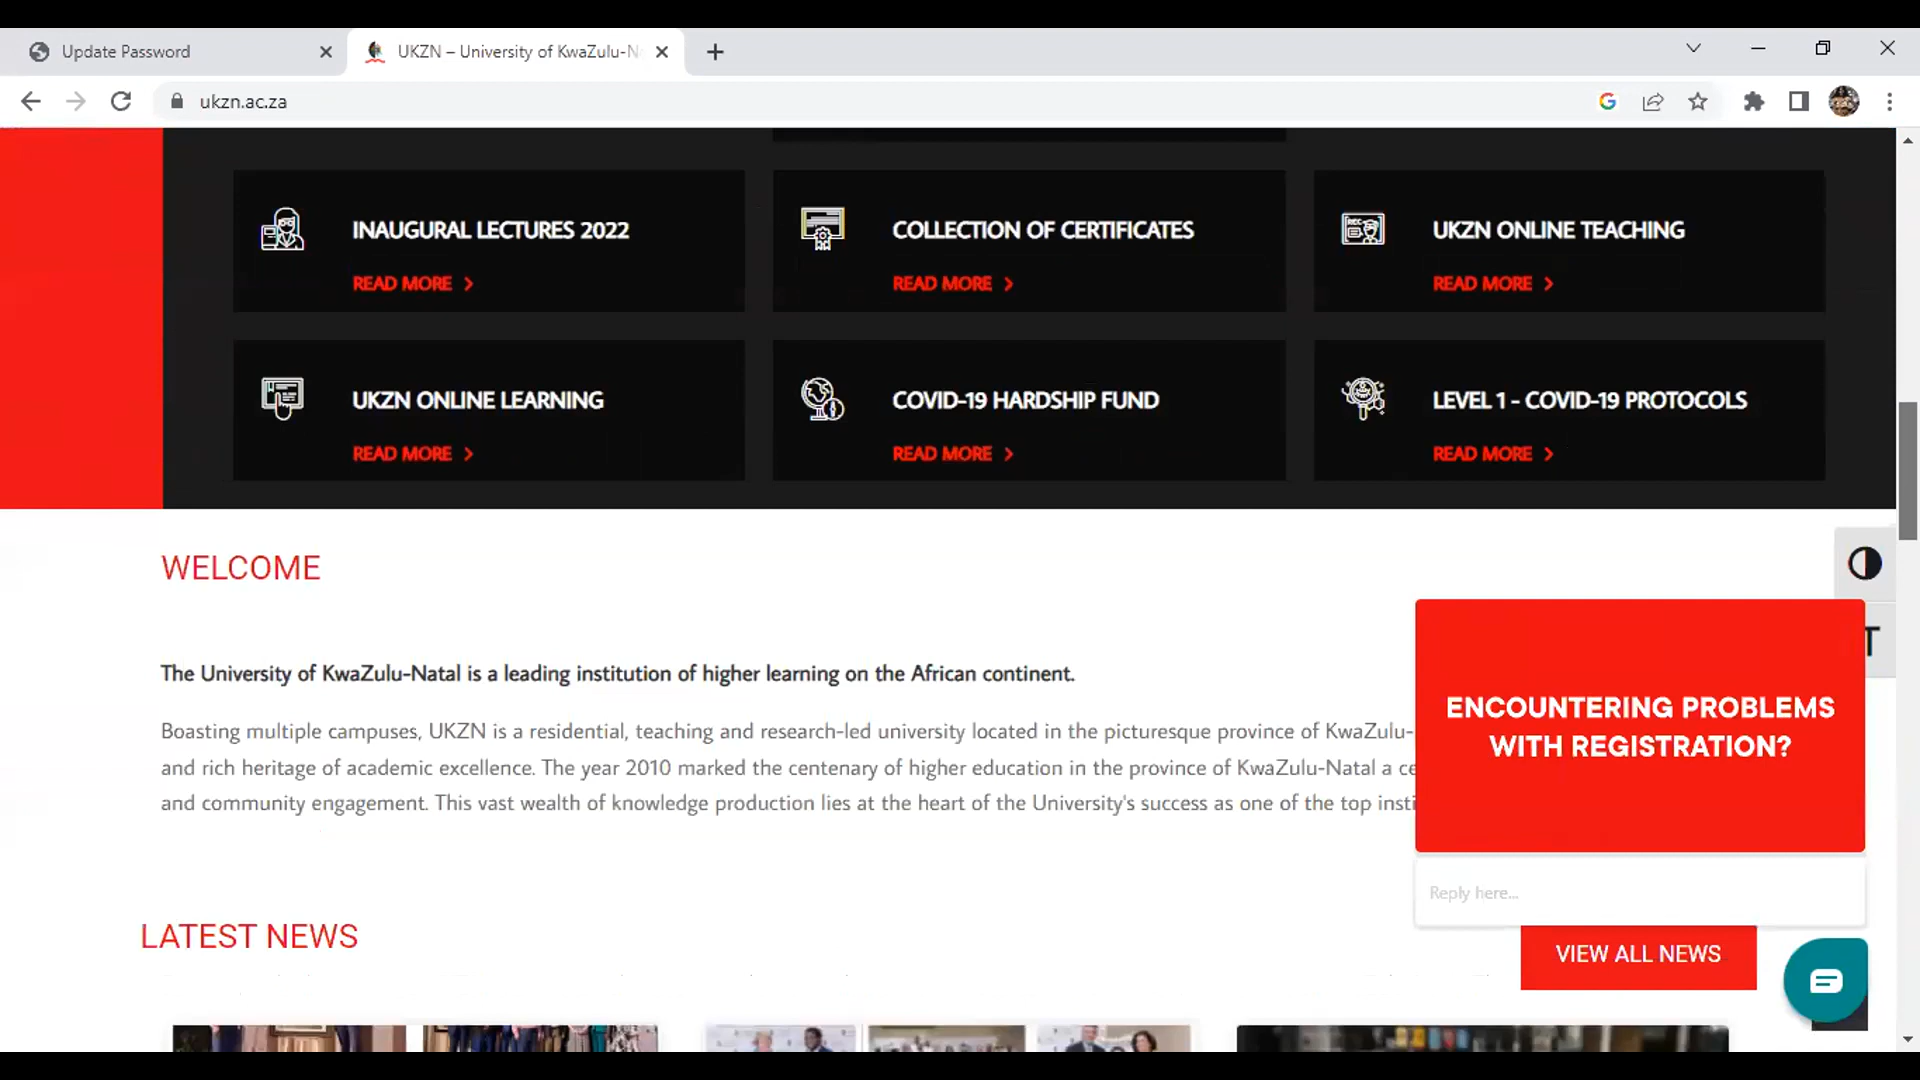 Update Password
UKZN – University of KwaZulu-N
ukzn.ac.za
INAUGURAL LECTURES 2022
READ MORE
COLLECTION OF CERTIFICATES
READ MORE
UKZN ONLINE TEACHING
READ MORE
UKZN ONLINE LEARNING
READ MORE
COVID-19 HARDSHIP FUND
READ MORE
LEVEL 1 - COVID-19 PROTOCOLS
READ MORE
WELCOME
The University of KwaZulu-Natal is a leading institution of higher learning on the African continent.
Boasting multiple campuses, UKZN is a residential, teaching and research-led university located in the picturesque province of KwaZulu-
and rich heritage of academic excellence. The year 2010 marked the centenary of higher education in the province of KwaZulu-Natal a ce
and community engagement. This vast wealth of knowledge production lies at the heart of the University's success as one of the top insti
T
ENCOUNTERING PROBLEMS
WITH REGISTRATION?
Reply here...
LATEST NEWS
VIEW ALL NEWS